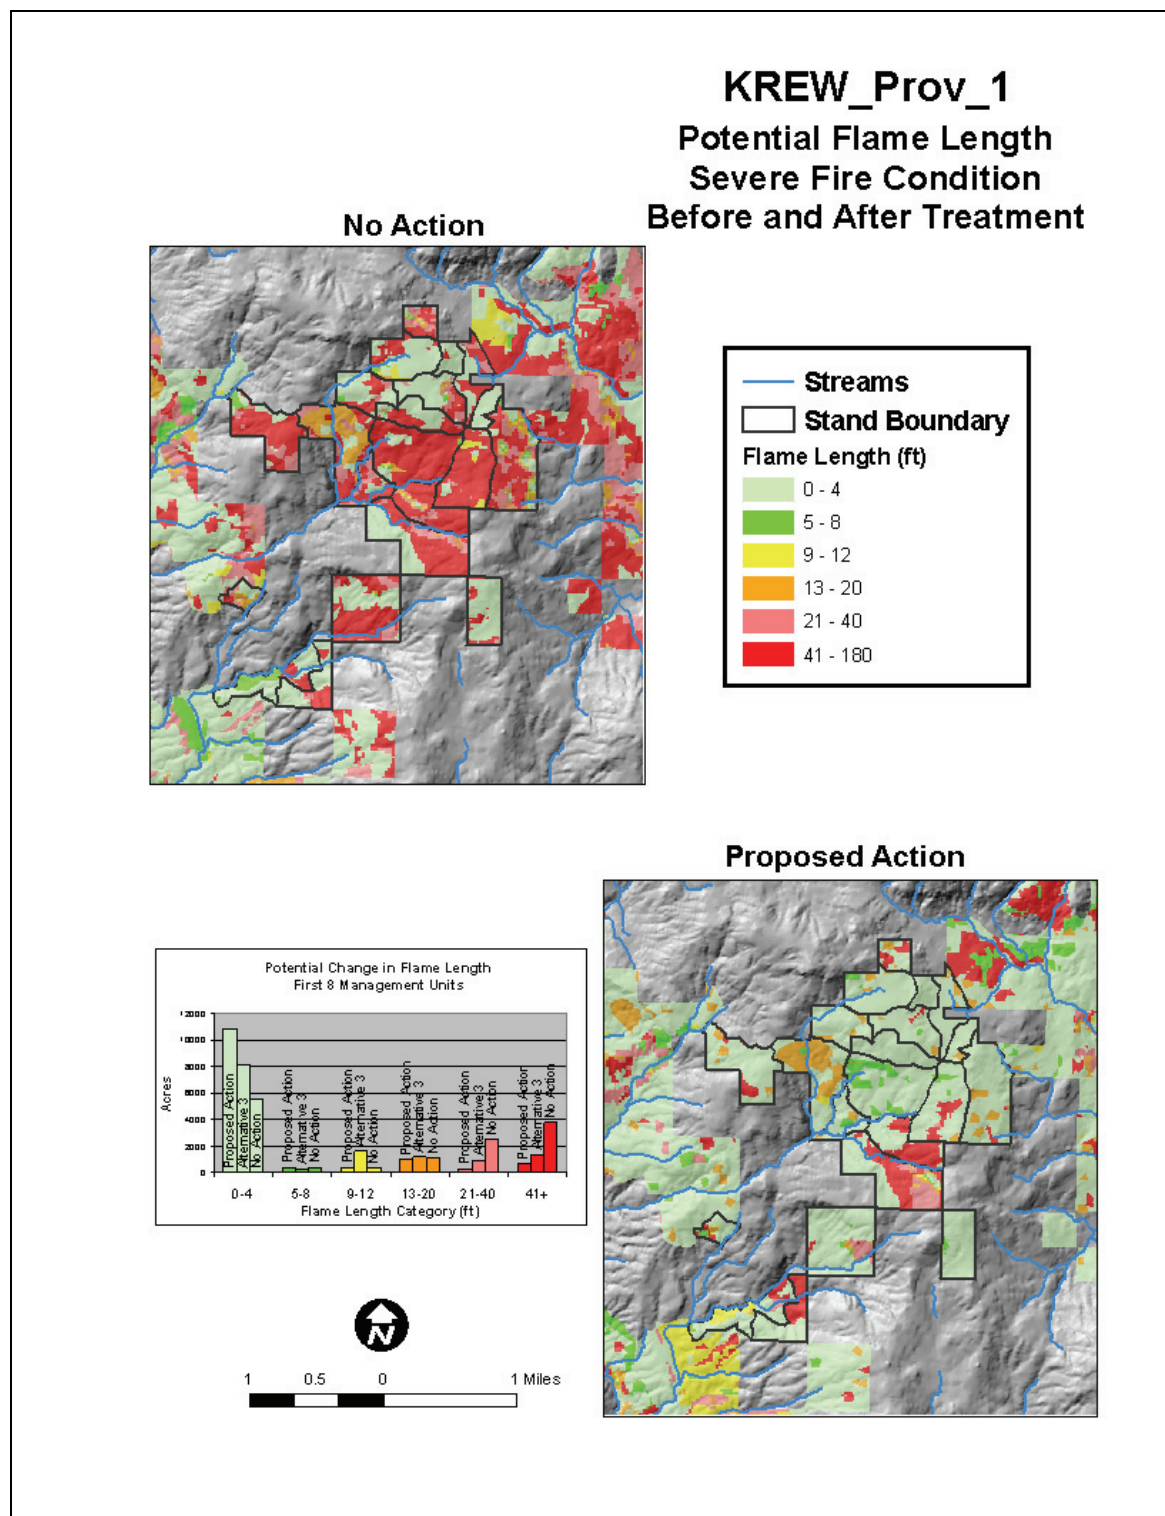 KREW_Prov_1
Potential Flame Length
Severe Fire Condition
Before and After Treatment
No Action
Streams
Stand Boundary
Flame Length (ft)
0 - 4
5 - 8
9 - 12
13 - 20
21 - 40
41 - 180
Proposed Action
Potential Change in Flame Length
First 8 Management Units
Acres
12000
10000
8000
6000
4000
2000
0
Proposed Action
Alternative 3
No Action
Proposed Action
Alternative 3
No Action
Proposed Action
Alternative 3
No Action
Proposed Action
Alternative 3
No Action
Proposed Action
Alternative 3
No Action
Proposed Action
Alternative 3
No Action
0-4 5-8 9-12 13-20 21-40 41+
Flame Length Category (ft)
N
1 0.5 0 1 Miles